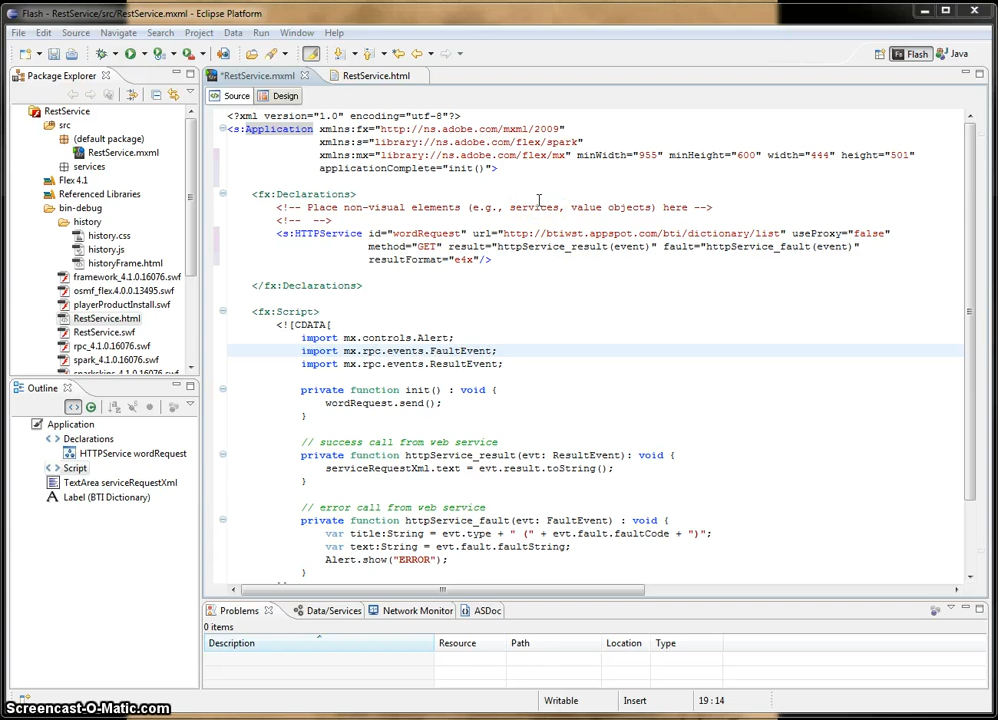 Flash - RestService/src/RestService.mxml - Eclipse Platform
File Edit Source Navigate Search Project Data Run Window Help
Flash Java
Package Explorer
RestService
src
(default package)
RestService.mxml
services
Flex 4.1
Referenced Libraries
bin-debug
history
history.css
history.js
historyFrame.html
framework_4.1.0.16076.swf
osmf_flex.4.0.0.13495.swf
playerProductInstall.swf
RestService.html
RestService.swf
rpc_4.1.0.16076.swf
spark_4.1.0.16076.swf
sparkskins_4.1.0.16076.swf
Outline
Application
Declarations
HTTPService wordRequest
Script
TextArea serviceRequestXml
Label (BTI Dictionary)
*RestService.mxml RestService.html
Source Design
<?xml version="1.0" encoding="utf-8"?>
<s:Application xmlns:fx="http://ns.adobe.com/mxml/2009"
xmlns:s="library://ns.adobe.com/flex/spark"
xmlns:mx="library://ns.adobe.com/flex/mx" minWidth="955" minHeight="600" width="444" height="501"
applicationComplete="init()">
<fx:Declarations>
<!-- Place non-visual elements (e.g., services, value objects) here -->
<!-- -->
<s:HTTPService id="wordRequest" url="http://btiwst.appspot.com/bti/dictionary/list" useProxy="false"
method="GET" result="httpService_result(event)" fault="httpService_fault(event)"
resultFormat="e4x"/>
</fx:Declarations>
<fx:Script>
<![CDATA[
import mx.controls.Alert;
import mx.rpc.events.FaultEvent;
import mx.rpc.events.ResultEvent;
private function init() : void {
wordRequest.send();
}
// success call from web service
private function httpService_result(evt: ResultEvent): void {
serviceRequestXml.text = evt.result.toString();
}
// error call from web service
private function httpService_fault(evt: FaultEvent) : void {
var title:String = evt.type + " (" + evt.fault.faultCode + ")";
var text:String = evt.fault.faultString;
Alert.show("ERROR");
}
Problems Data/Services Network Monitor ASDoc
0 items
Description Resource Path Location Type
Writable Insert 19 : 14
Screencast-O-Matic.com